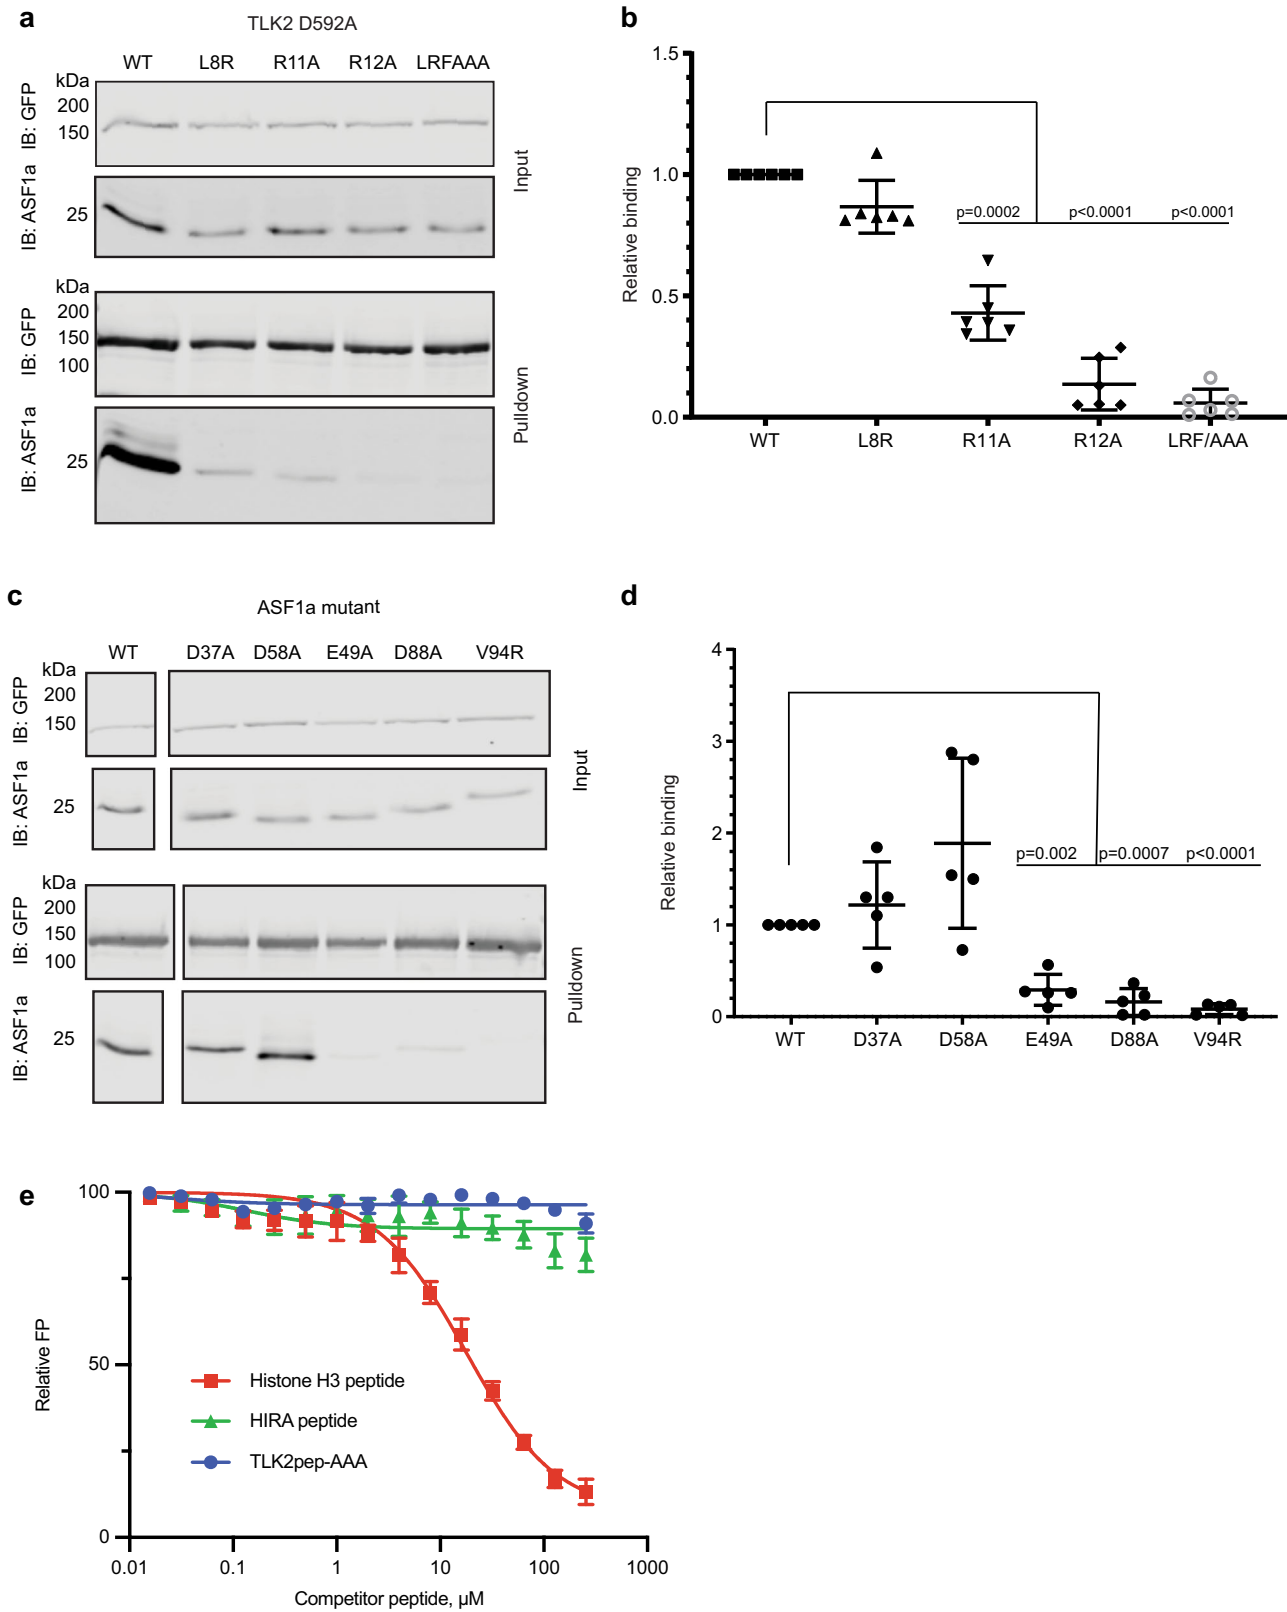 a
TLK2 D592A
WT L8R R11A R12A LRFAAA
kDa
200
150
IB: GFP
25
IB: ASF1a
Input
kDa
200
150
100
IB: GFP
25
IB: ASF1a
Pulldown
b
1.5
1.0
0.5
0.0
Relative binding
p=0.0002 p<0.0001 p<0.0001
WT L8R R11A R12A LRF/AAA
c
ASF1a mutant
WT D37A D58A E49A D88A V94R
kDa
200
150
IB: GFP
25
IB: ASF1a
Input
kDa
200
150
100
IB: GFP
25
IB: ASF1a
Pulldown
d
4
3
2
1
0
Relative binding
p=0.002 p=0.0007 p<0.0001
WT D37A D58A E49A D88A V94R
e
100
50
0
Relative FP
Histone H3 peptide
HIRA peptide
TLK2pep-AAA
0.01 0.1 1 10 100 1000
Competitor peptide, µM